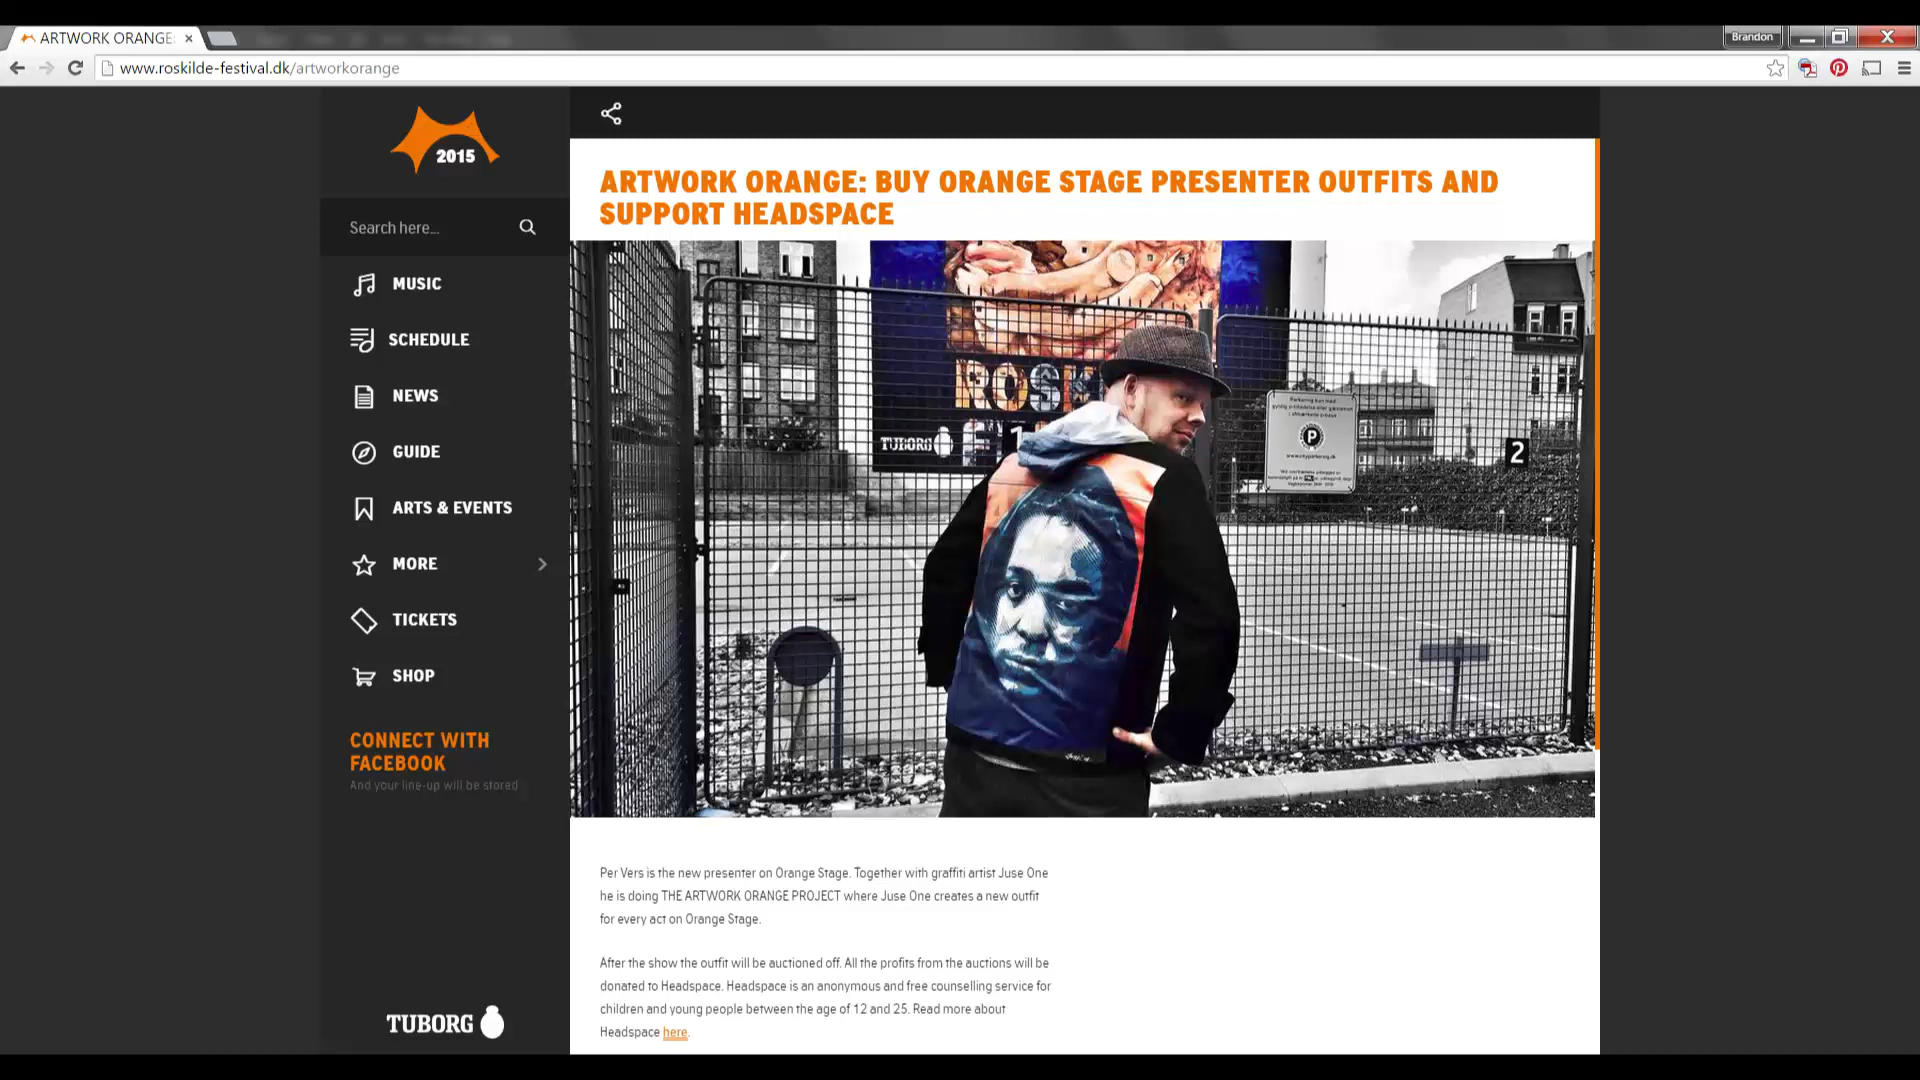 ARTWORK ORANGE:
Brandon
www.roskilde-festival.dk/artworkorange
2015
Search here...
MUSIC
SCHEDULE
NEWS
GUIDE
ARTS & EVENTS
MORE
TICKETS
SHOP
CONNECT WITH
FACEBOOK
And your line-up will be stored
TUBORG
ARTWORK ORANGE: BUY ORANGE STAGE PRESENTER OUTFITS AND
SUPPORT HEADSPACE
ROSK
TUBORG
1
P
2
Per Vers is the new presenter on Orange Stage. Together with graffiti artist Juse One
he is doing THE ARTWORK ORANGE PROJECT where Juse One creates a new outfit
for every act on Orange Stage.
After the show the outfit will be auctioned off. All the profits from the auctions will be
donated to Headspace. Headspace is an anonymous and free counselling service for
children and young people between the age of 12 and 25. Read more about
Headspace here.